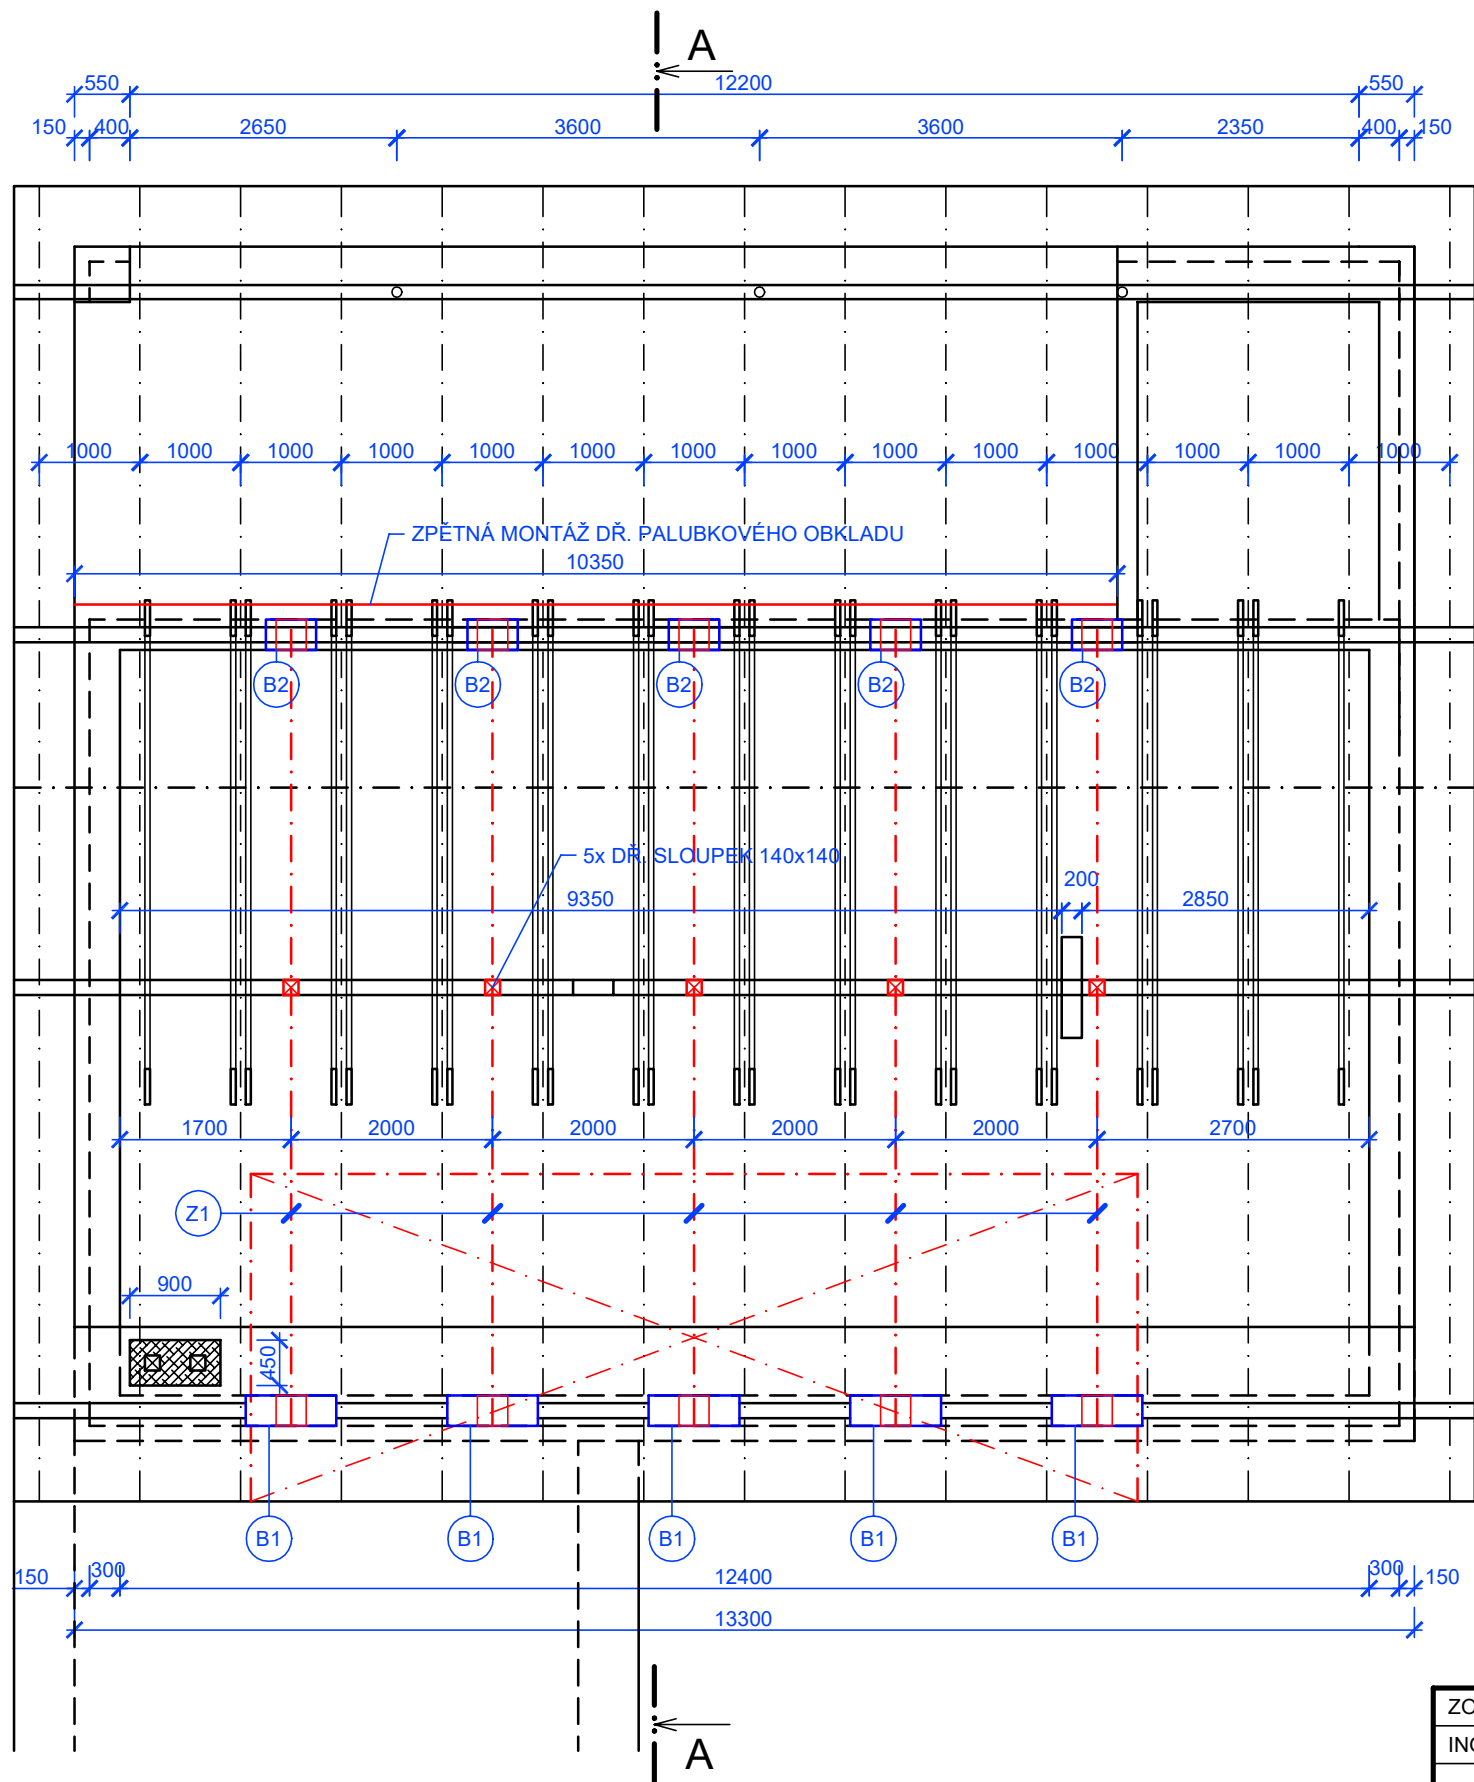 A
550 12200 550
150 400 2650 3600 3600 2350 400 150
1000 1000 1000 1000 1000 1000 1000 1000 1000 1000 1000 1000 1000 1000
ZPĚTNÁ MONTÁŽ DŘ. PALUBKOVÉHO OBKLADU
10350
B2 B2 B2 B2 B2
5x DŘ. SLOUPEK 140x140
200
9350 2850
1700 2000 2000 2000 2000 2700
Z1
900
450
B1 B1 B1 B1 B1
150 300 12400 300 150
13300
A